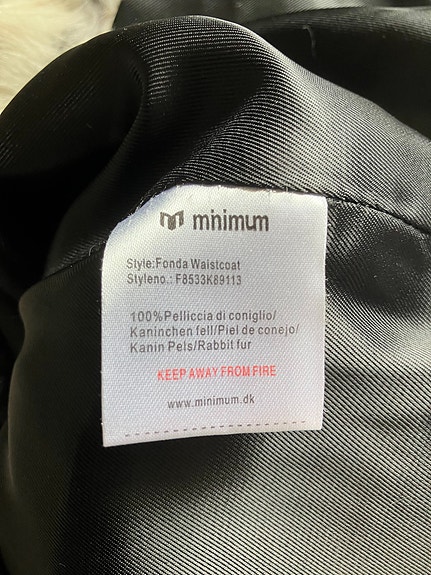 minimum
Style:Fonda Waistcoat
Styleno.: F8533K89113
100%Pelliccia di coniglio/
Kaninchen fell/Piel de conejo/
Kanin Pels/Rabbit fur
KEEP AWAY FROM FIRE
www.minimum.dk